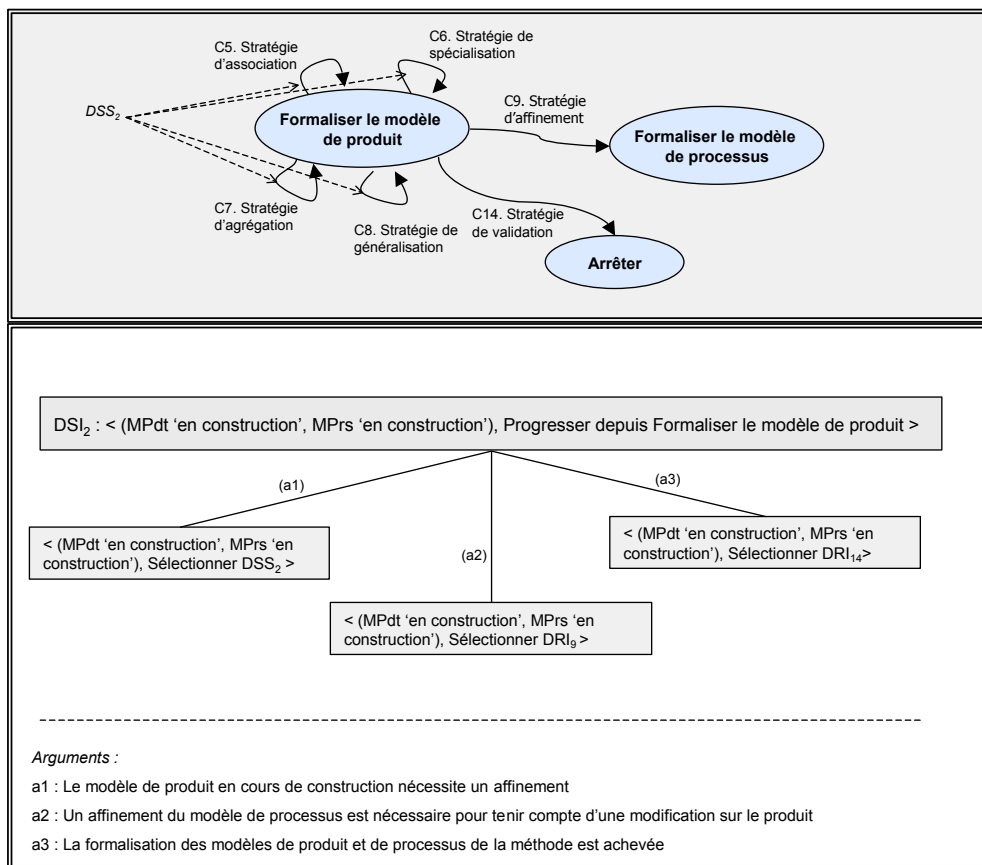 C5. Stratégie
d'association
C6. Stratégie de
spécialisation
DSS2
Formaliser le modèle
de produit
C9. Stratégie
d'affinement
Formaliser le modèle
de processus
C7. Stratégie
d'agrégation
C8. Stratégie de
généralisation
C14. Stratégie
de validation
Arrêter
DSI2 : < (MPdt ‘en construction’, MPrs ‘en construction’), Progresser depuis Formaliser le modèle de produit >
(a1)
(a3)
(a2)
< (MPdt ‘en construction’, MPrs ‘en
construction’), Sélectionner DSS2 >
< (MPdt ‘en construction’, MPrs ‘en
construction’), Sélectionner DRI14>
< (MPdt ‘en construction’, MPrs ‘en
construction’), Sélectionner DRI9 >
Arguments :
a1 : Le modèle de produit en cours de construction nécessite un affinement
a2 : Un affinement du modèle de processus est nécessaire pour tenir compte d’une modification sur le produit
a3 : La formalisation des modèles de produit et de processus de la méthode est achevée